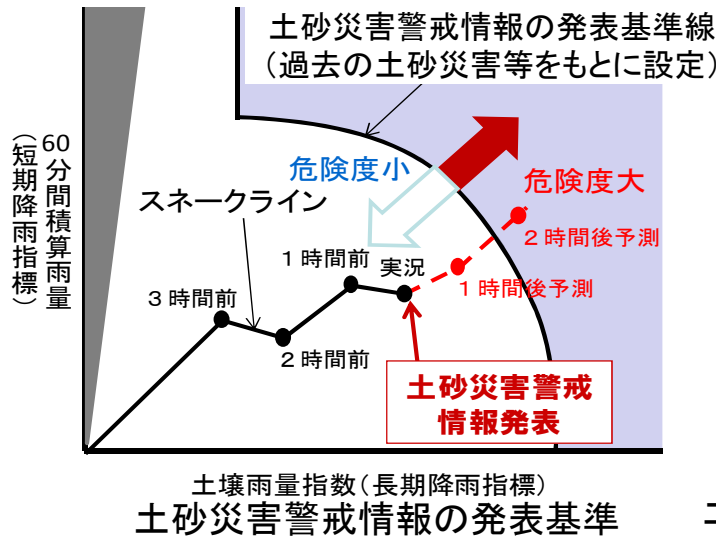 土砂災害警戒情報の発表基準線
（過去の土砂災害等をもとに設定）
60分間積算雨量
（短期降雨指標）
危険度小
危険度大
スネークライン
2時間後予測
1時間前
実況
1時間後予測
3時間前
2時間前
土砂災害警戒
情報発表
土壌雨量指数（長期降雨指標）
土砂災害警戒情報の発表基準